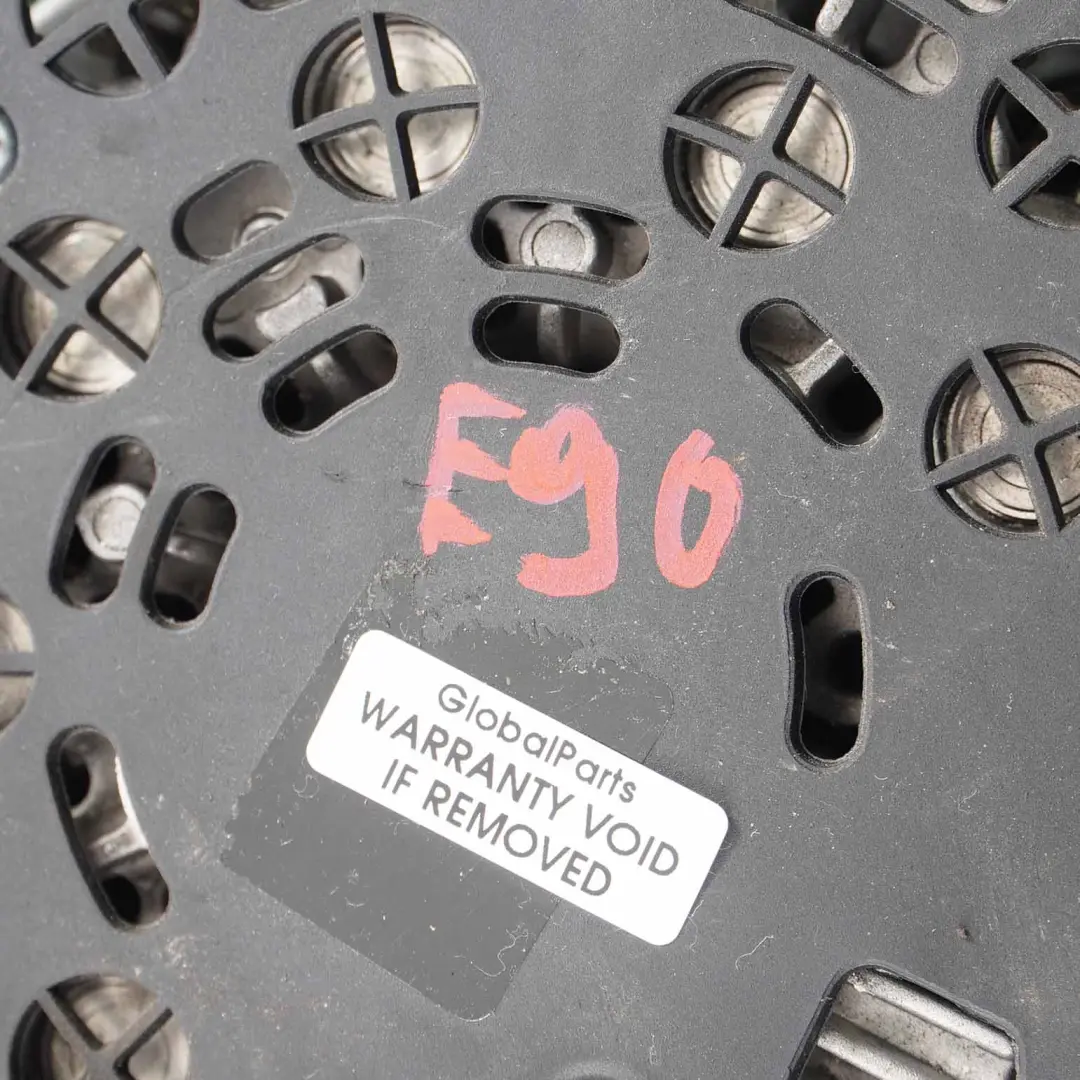 E90
GlobalParts
WARRANTY VOID
IF REMOVED